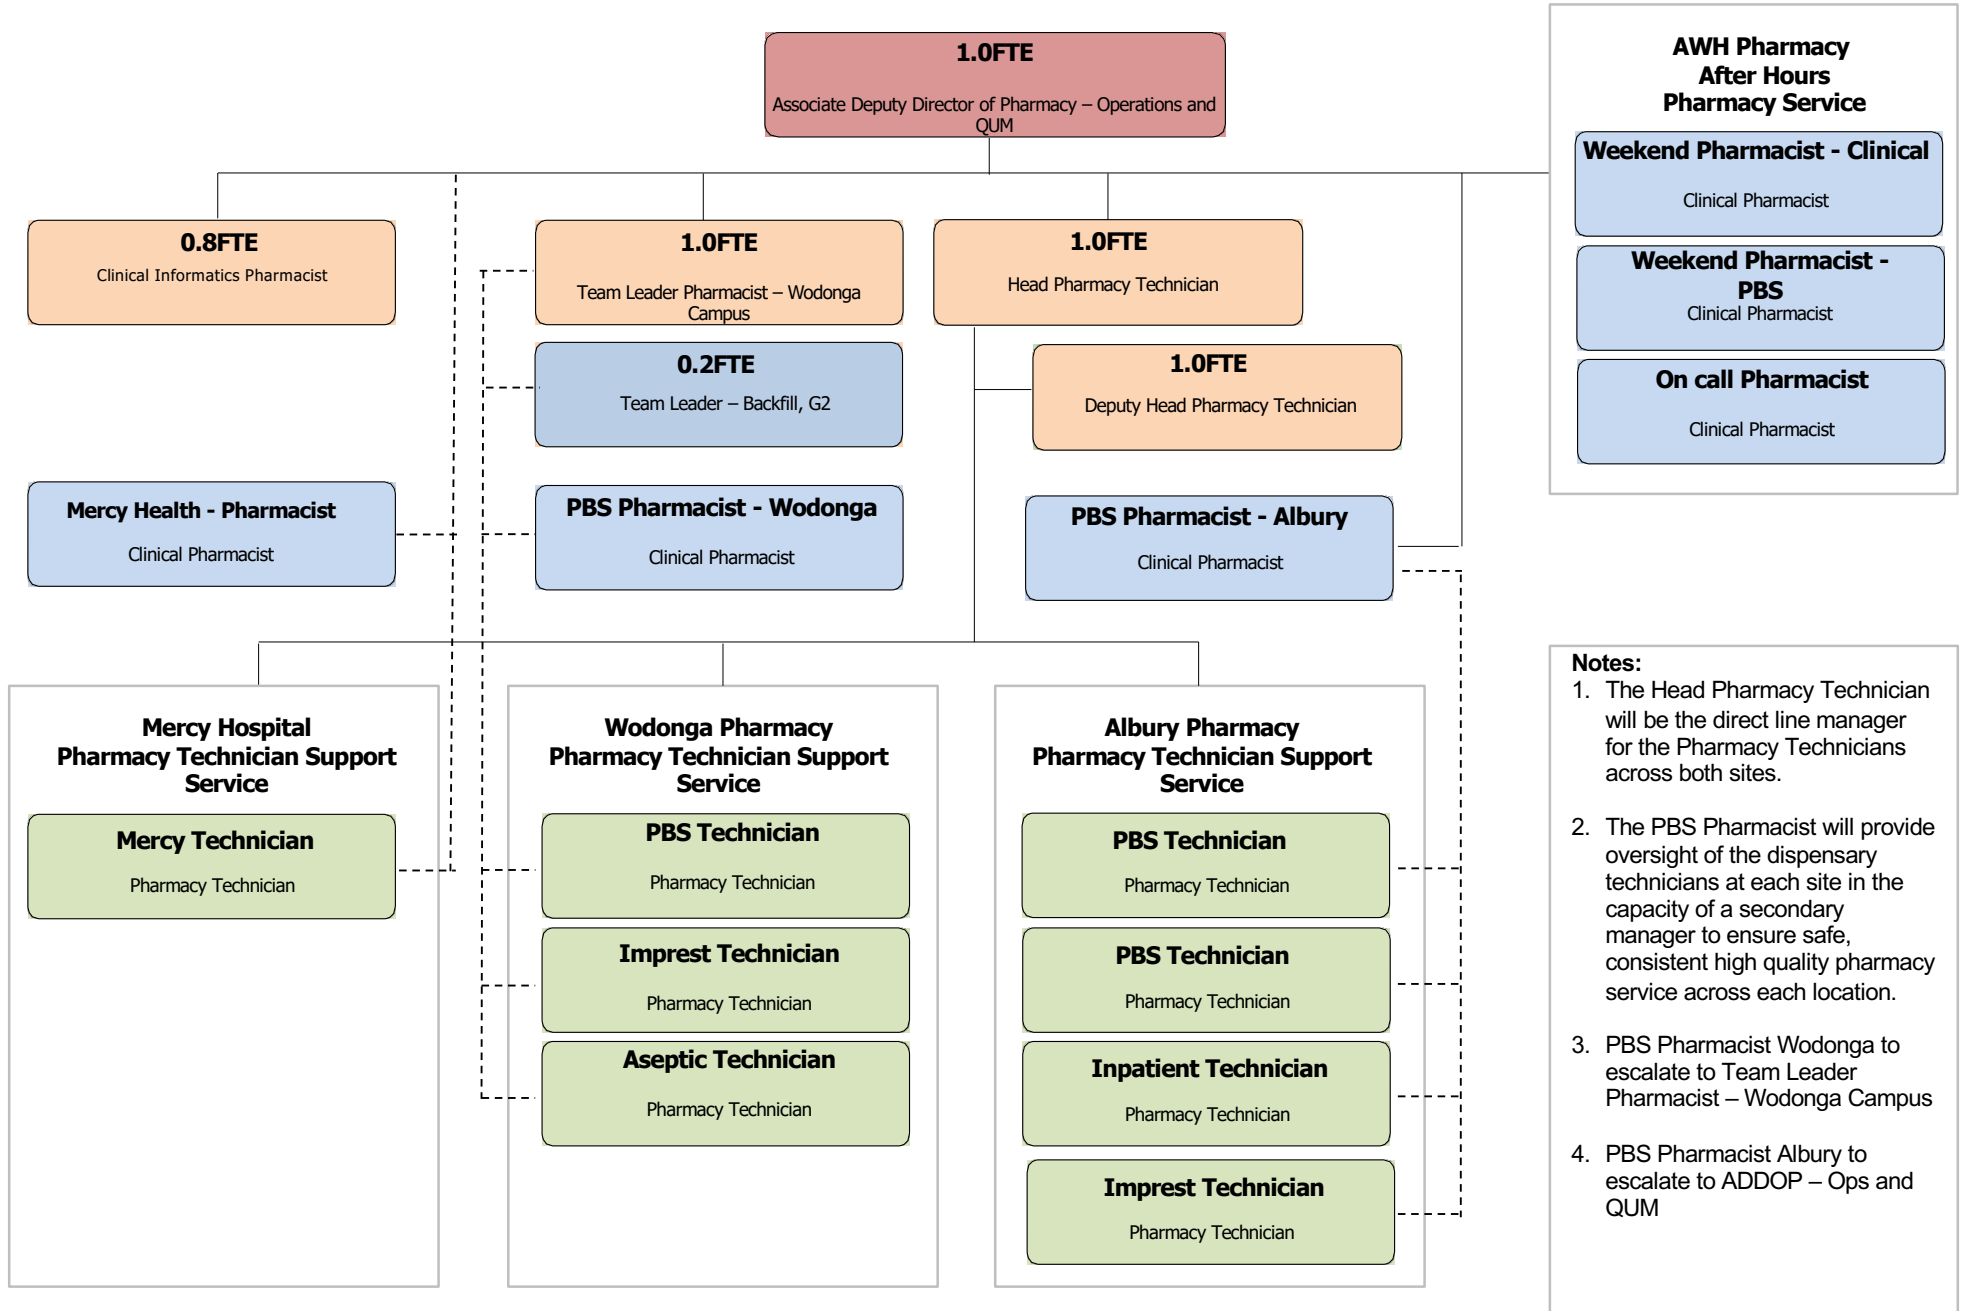 1.0FTE
Associate Deputy Director of Pharmacy – Operations and
QUM
AWH Pharmacy
After Hours
Pharmacy Service
Weekend Pharmacist - Clinical
Clinical Pharmacist
Weekend Pharmacist -
PBS
Clinical Pharmacist
On call Pharmacist
Clinical Pharmacist
0.8FTE
Clinical Informatics Pharmacist
1.0FTE
Team Leader Pharmacist – Wodonga
Campus
1.0FTE
Head Pharmacy Technician
0.2FTE
Team Leader – Backfill, G2
1.0FTE
Deputy Head Pharmacy Technician
Mercy Health - Pharmacist
Clinical Pharmacist
PBS Pharmacist - Wodonga
Clinical Pharmacist
PBS Pharmacist - Albury
Clinical Pharmacist
Mercy Hospital
Pharmacy Technician Support
Service
Mercy Technician
Pharmacy Technician
Wodonga Pharmacy
Pharmacy Technician Support
Service
PBS Technician
Pharmacy Technician
Imprest Technician
Pharmacy Technician
Aseptic Technician
Pharmacy Technician
Albury Pharmacy
Pharmacy Technician Support
Service
PBS Technician
Pharmacy Technician
PBS Technician
Pharmacy Technician
Inpatient Technician
Pharmacy Technician
Imprest Technician
Pharmacy Technician
Notes:
1. The Head Pharmacy Technician
will be the direct line manager
for the Pharmacy Technicians
across both sites.
2. The PBS Pharmacist will provide
oversight of the dispensary
technicians at each site in the
capacity of a secondary
manager to ensure safe,
consistent high quality pharmacy
service across each location.
3. PBS Pharmacist Wodonga to
escalate to Team Leader
Pharmacist – Wodonga Campus
4. PBS Pharmacist Albury to
escalate to ADDOP – Ops and
QUM